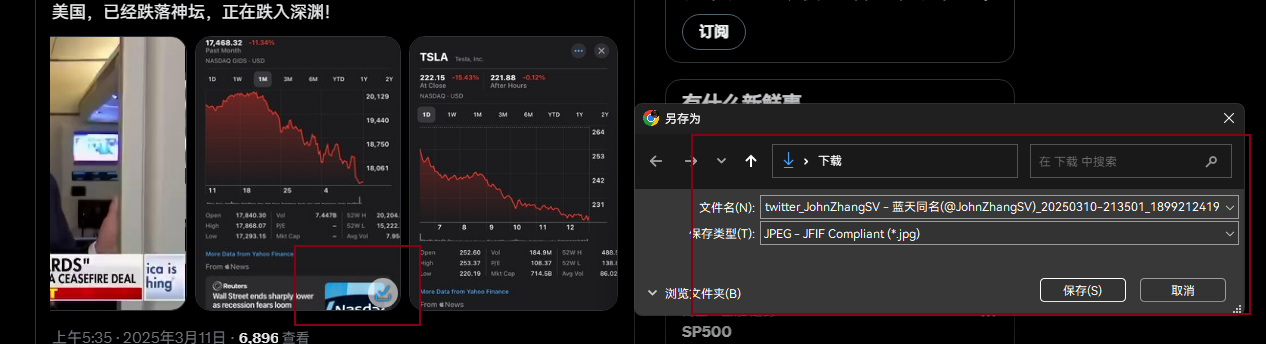 美国，已经跌落神坛，正在跌入深渊！
ARDS"
A CEASEFIRE DEAL
ica is
hing'
17,468.32 -11.34%
Past Month
NASDAQ GIDS · USD
1D 1W 1M 3M 6M YTD 1Y 2Y
20,129
19,440
18,750
18,061
11 18 25 4
Open 17,840.30 Vol 7.447B 52W H 20,204.
High 17,868.07 P/E — 52W L 15,222.
Low 17,293.15 Mkt Cap — Avg Vol 7.95
More Data from Yahoo Finance
From News
Reuters
Wall Street ends sharply lower
as recession fears loom
Nasda
TSLA Tesla, Inc.
222.15 -15.43% 221.88 -0.12%
At Close After Hours
NASDAQ · USD
1D 1W 1M 3M 6M YTD 1Y 2Y
264
253
242
231
7 8 9 10 11 12
Open 252.60 Vol 184.9M 52W H 488.5
High 253.37 P/E 108.37 52W L 138.8
Low 220.19 Mkt Cap 714.5B Avg Vol 86.02
More Data from Yahoo Finance
From News
上午5:35 · 2025年3月11日 · 6,896 查看
订阅
有什么新鲜事
另存为
下载
在 下载 中搜索
文件名(N): twitter_JohnZhangSV - 蓝天同名(@JohnZhangSV)_20250310-213501_1899212419
保存类型(T): JPEG - JFIF Compliant (*.jpg)
浏览文件夹(B)
保存(S) 取消
SP500